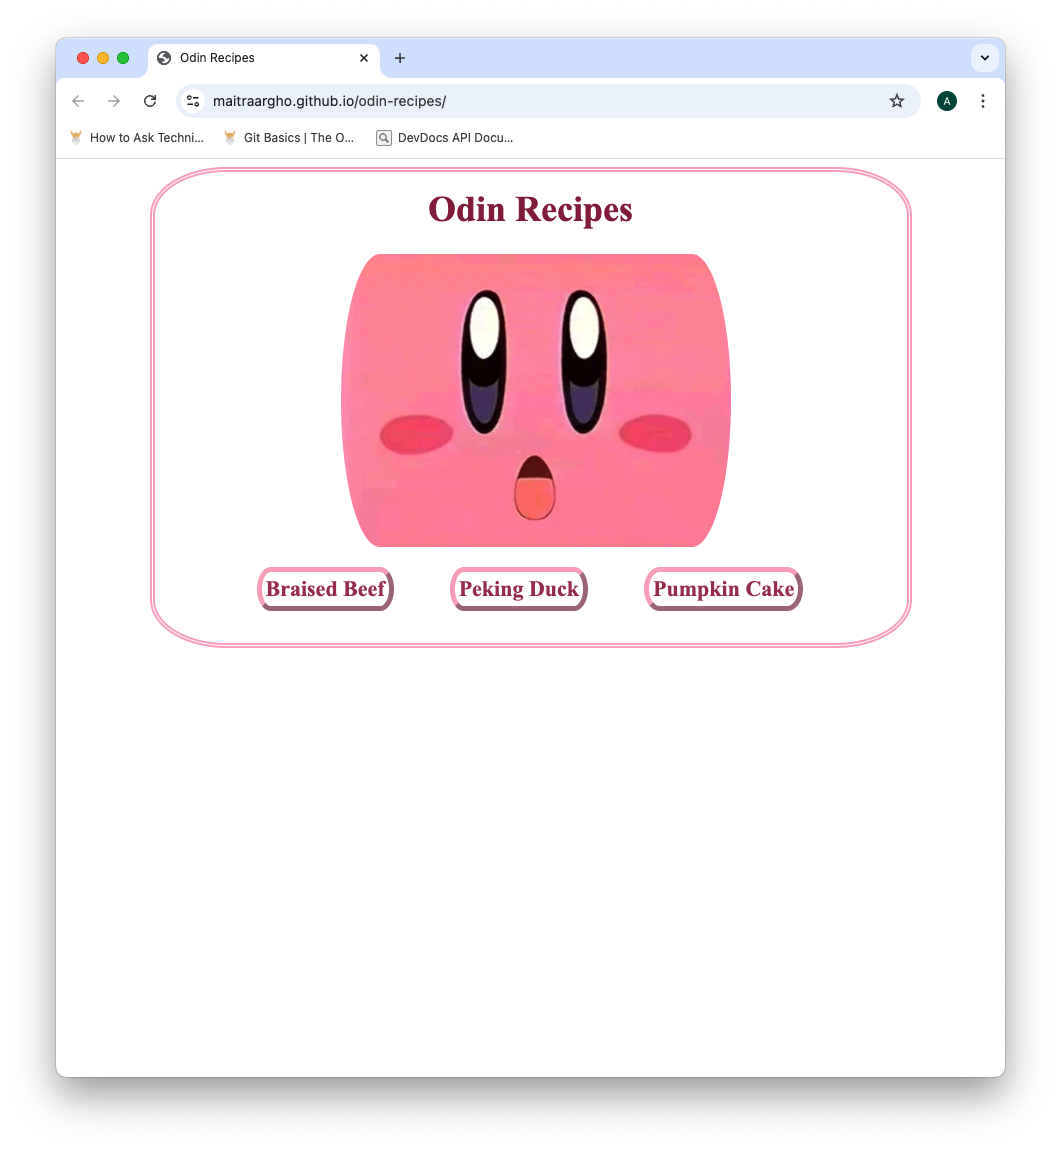 Odin Recipes
maitraargho.github.io/odin-recipes/
A
How to Ask Techni... Git Basics | The O... DevDocs API Docu...
Odin Recipes
Braised Beef Peking Duck Pumpkin Cake